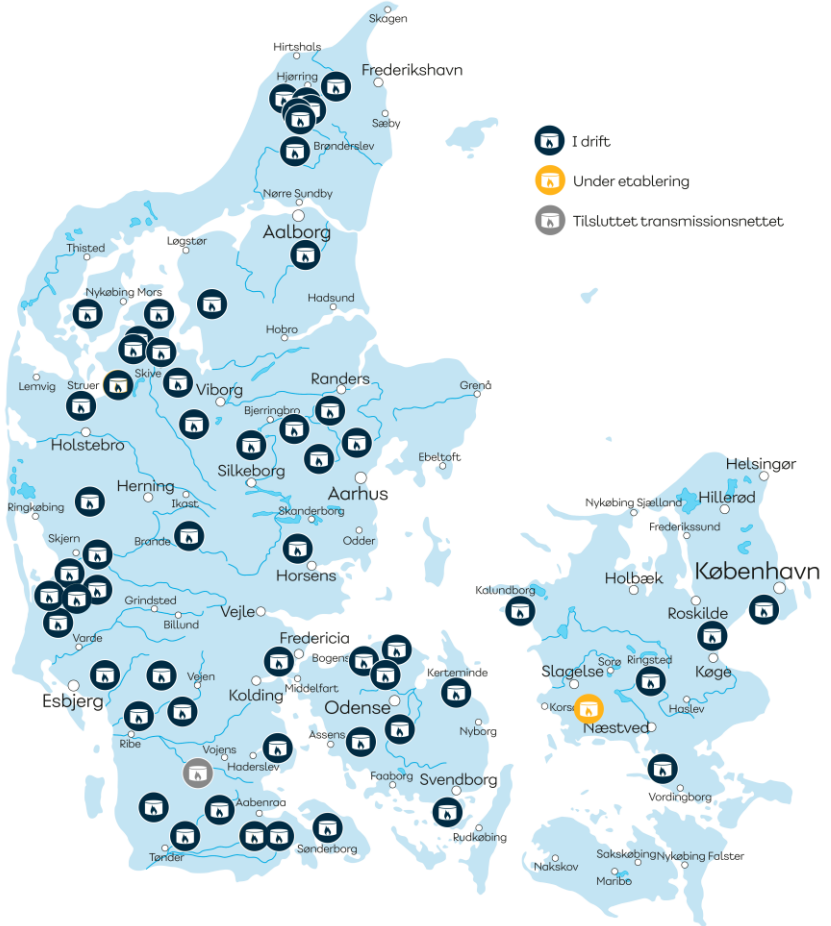 Skagen
Hirtshals
Hjørring
Frederikshavn
Sæby
Brønderslev
I drift
Under etablering
Tilsluttet transmissionsnettet
Nørre Sundby
Aalborg
Løgstør
Thisted
Nykøbing Mors
Hadsund
Hobro
Skive
Lemvig
Struer
Viborg
Randers
Grenå
Bjerringbro
Holstebro
Ebeltoft
Silkeborg
Herning
Ikast
Aarhus
Ringkøbing
Skanderborg
Skjern
Brande
Odder
Horsens
Grindsted
Billund
Vejle
Varde
Fredericia
Bogens
Vejen
Kolding
Middelfart
Kerteminde
Esbjerg
Odense
Ribe
Vojens
Haderslev
Assens
Nyborg
Faaborg
Svendborg
Aabenraa
Tønder
Sønderborg
Rudkøbing
Helsingør
Nykøbing Sjælland
Hillerød
Frederikssund
København
Holbæk
Kalundborg
Roskilde
Sorø
Ringsted
Slagelse
Køge
Kors
Haslev
Næstved
Vordingborg
Sakskøbing
Nykøbing Falster
Nakskov
Maribo